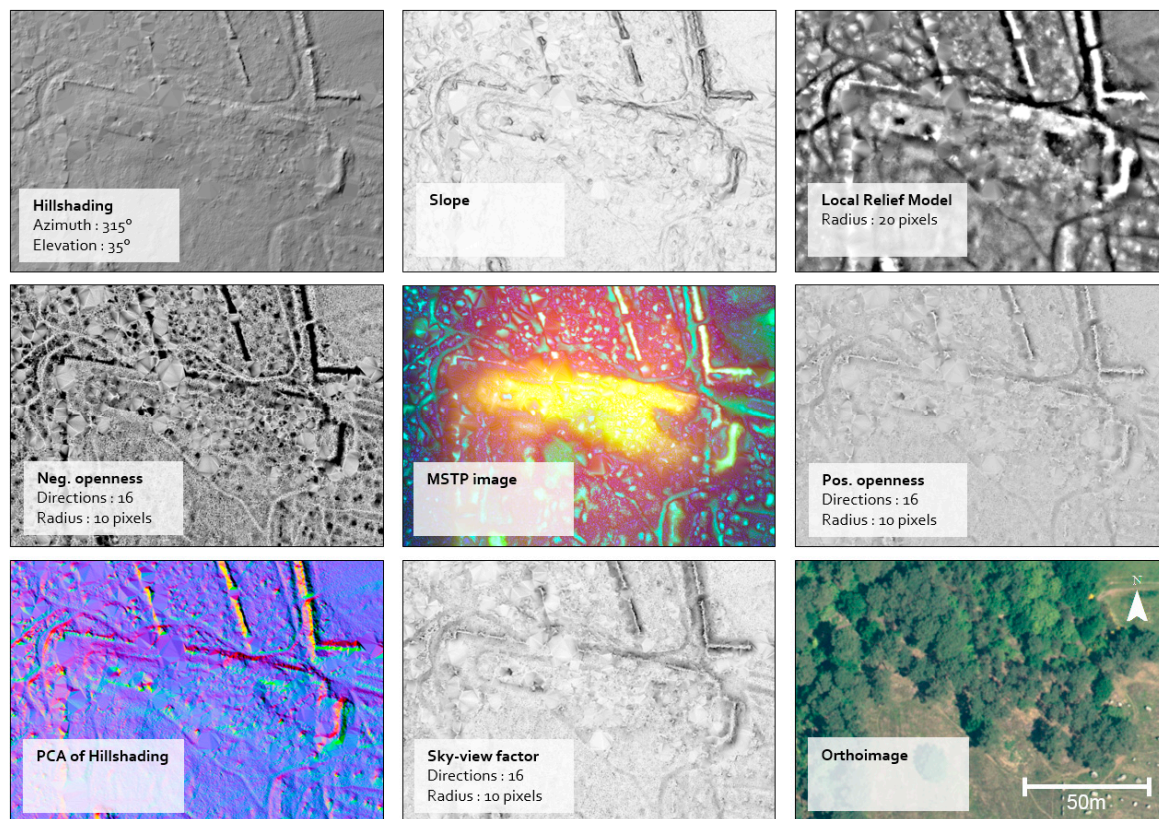 Hillshading
Azimuth : 315°
Elevation : 35°
Slope
Local Relief Model
Radius : 20 pixels
Neg. openness
Directions : 16
Radius : 10 pixels
MSTP image
Pos. openness
Directions : 16
Radius : 10 pixels
PCA of Hillshading
Sky-view factor
Directions : 16
Radius : 10 pixels
N
Orthoimage
50m